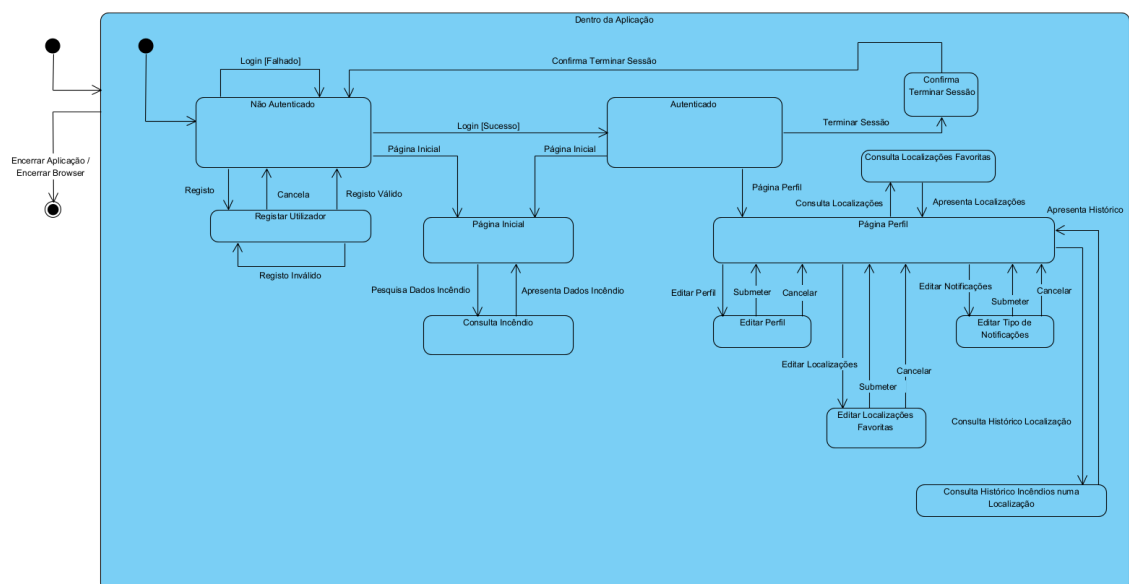 Dentro da Aplicação
Login [Falhado]
Confirma Terminar Sessão
Confirma
Terminar Sessão
Não Autenticado
Autenticado
Login [Sucesso]
Terminar Sessão
Página Inicial
Página Inicial
Encerrar Aplicação /
Encerrar Browser
Consulta Localizações Favoritas
Registo
Cancela
Registo Válido
Página Perfil
Consulta Localizações
Apresenta Localizações
Apresenta Histórico
Registar Utilizador
Página Inicial
Página Perfil
Registo Inválido
Pesquisa Dados Incêndio
Apresenta Dados Incêndio
Editar Perfil
Submeter
Cancelar
Editar Notificações
Submeter
Cancelar
Consulta Incêndio
Editar Perfil
Editar Tipo de
Notificações
Editar Localizações
Submeter
Cancelar
Editar Localizações
Favoritas
Consulta Histórico Localização
Consulta Histórico Incêndios numa
Localização